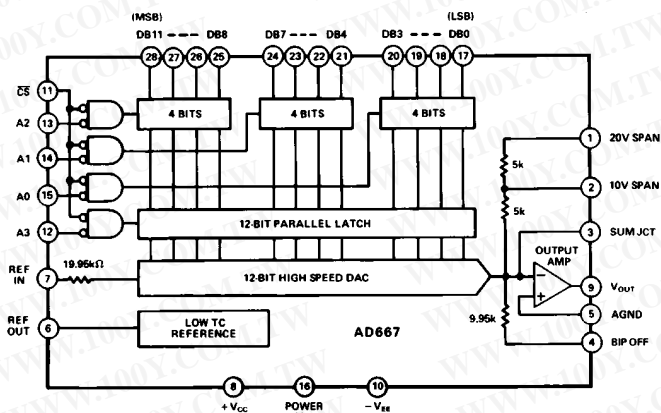 (MSB) (LSB)
DB11 DB8 DB7 DB4 DB3 DB0
28 27 26 25 24 23 22 21 20 19 18 17
CS 11
4 BITS 4 BITS 4 BITS
A2 13
1 20V SPAN
5k
A1 14
2 10V SPAN
A0 15
5k
12-BIT PARALLEL LATCH
A3 12
3 SUM JCT
OUTPUT
AMP
REF
IN
7 19.95kΩ
12-BIT HIGH SPEED DAC
9 VOUT
5 AGND
REF
OUT
6
LOW TC
REFERENCE
AD667
9.95k
4 BIP OFF
8 16 10
+ VCC POWER - VEE
WWW.100Y.COM.TW